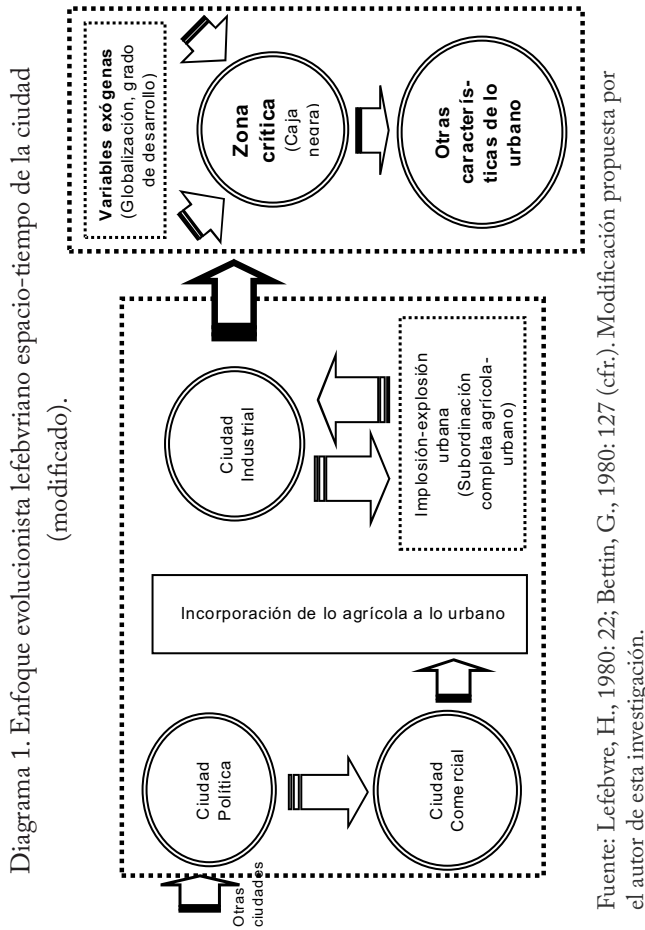 Diagrama 1. Enfoque evolucionista lefebvriano espacio-tiempo de la ciudad
(modificado).
Otras
ciudades
Ciudad
Política
Ciudad
Comercial
Incorporación de lo agrícola a lo urbano
Ciudad
Industrial
Implosión-explosión
urbana
(Subordinación
completa agrícola-
urbano)
Variables exógenas
(Globalización, grado
de desarrollo)
Zona
crítica
(Caja
negra)
Otras
caracterís-
ticas de lo
urbano
Fuente: Lefebvre, H., 1980: 22; Bettin, G., 1980: 127 (cfr.). Modificación propuesta por
el autor de esta investigación.